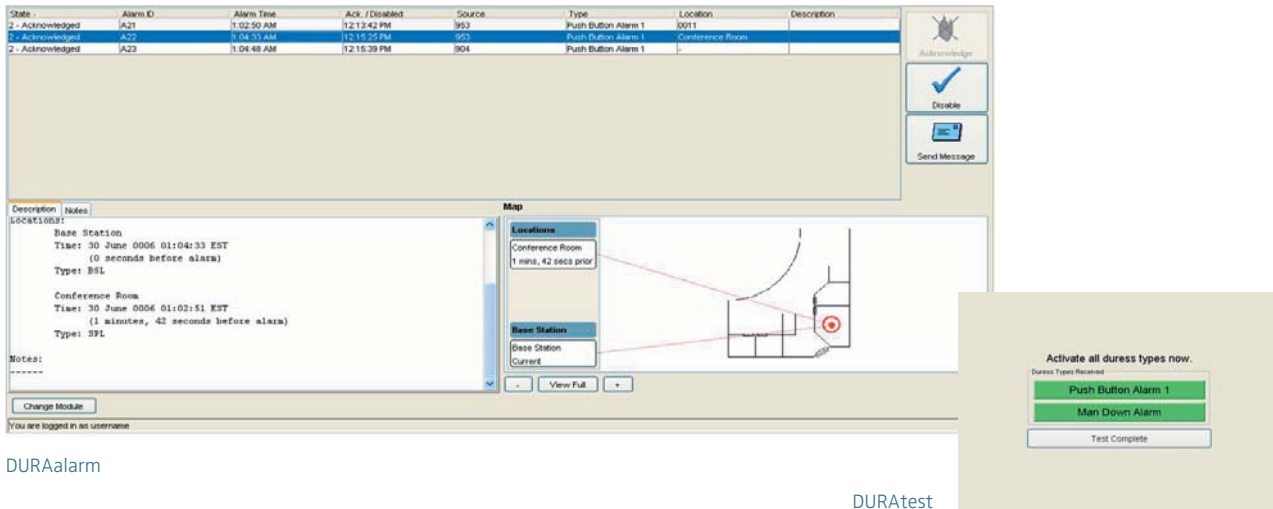 State Alarm ID Alarm Time Ack. / Disabled Source Type Location Description
2 - Acknowledged A21 1:02:50 AM 12:13:42 PM 953 Push Button Alarm 1 0011
2 - Acknowledged A22 1:04:33 AM 12:15:25 PM 953 Push Button Alarm 1 Conference Room
2 - Acknowledged A23 1:04:48 AM 12:15:39 PM 904 Push Button Alarm 1 -
Acknowledge
Disable
Send Message
Description Notes
Locations:
Base Station
Time: 30 June 0006 01:04:33 EST
(0 seconds before alarm)
Type: BSL
Conference Room
Time: 30 June 0006 01:02:51 EST
(1 minutes, 42 seconds before alarm)
Type: SPL
Notes:
------
Map
Locations
Conference Room
1 mins, 42 secs prior
Base Station
Base Station
Current
- View Full +
Change Module
You are logged in as username
Activate all duress types now.
Duress Types Received
Push Button Alarm 1
Man Down Alarm
Test Complete
DURAalarm
DURAtest